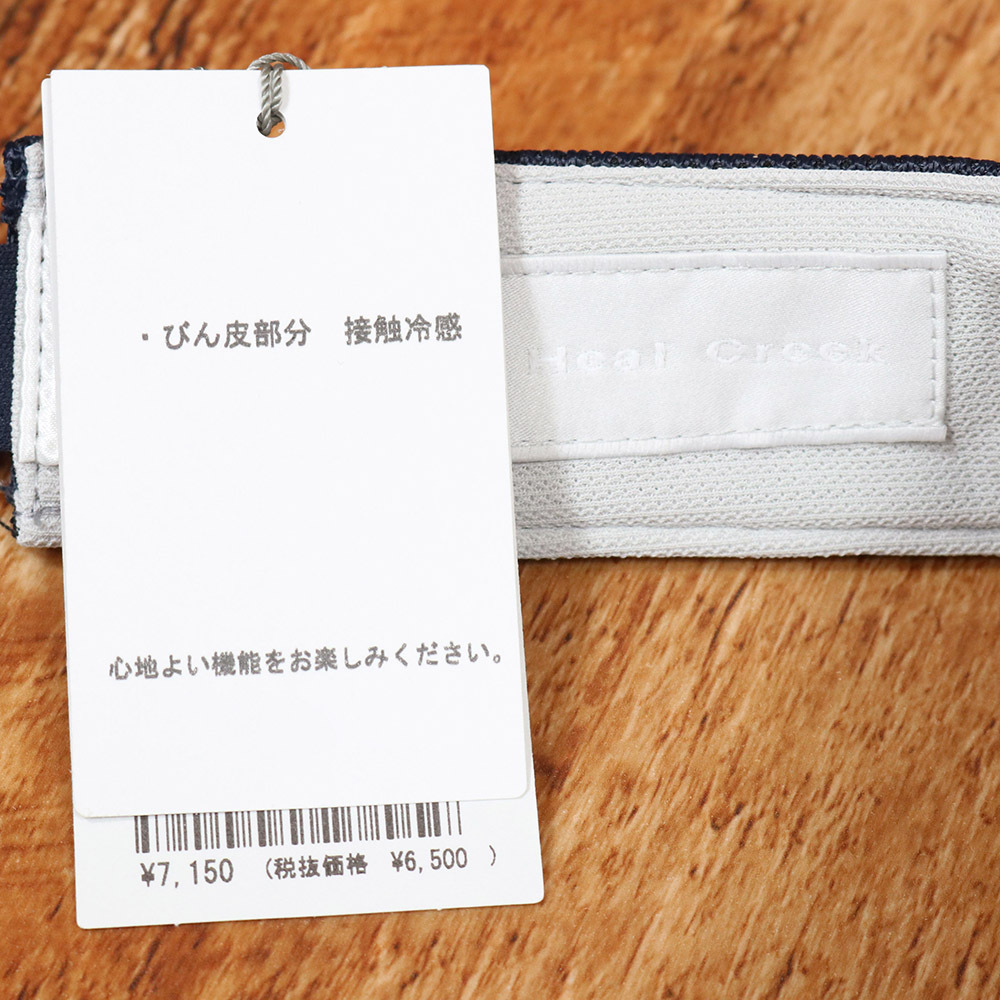 ・びん皮部分　接触冷感
Heal Creek
心地よい機能をお楽しみください。
¥7,150 (税抜価格 ¥6,500 )